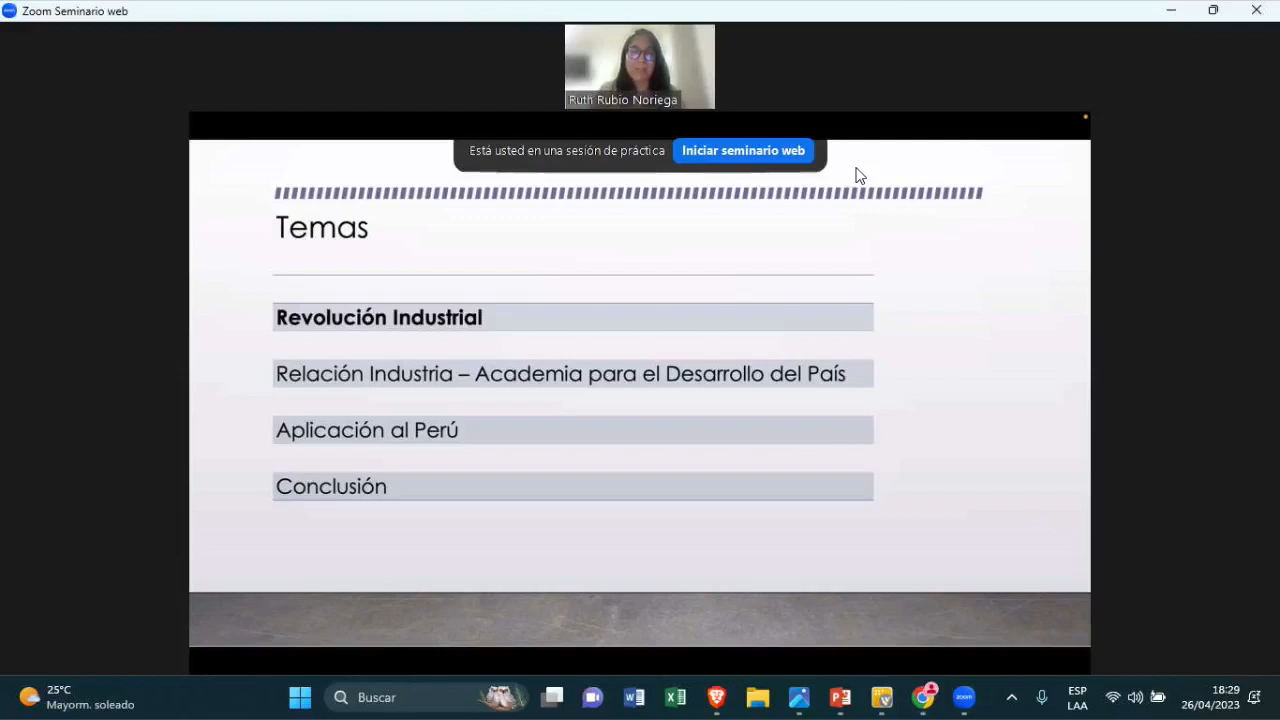 Zoom Seminario web
Ruth Rubio Noriega
Está usted en una sesión de práctica
Iniciar seminario web
Temas
Revolución Industrial
Relación Industria – Academia para el Desarrollo del País
Aplicación al Perú
Conclusión
25°C
Mayorm. soleado
Buscar
ESP
LAA
18:29
26/04/2023